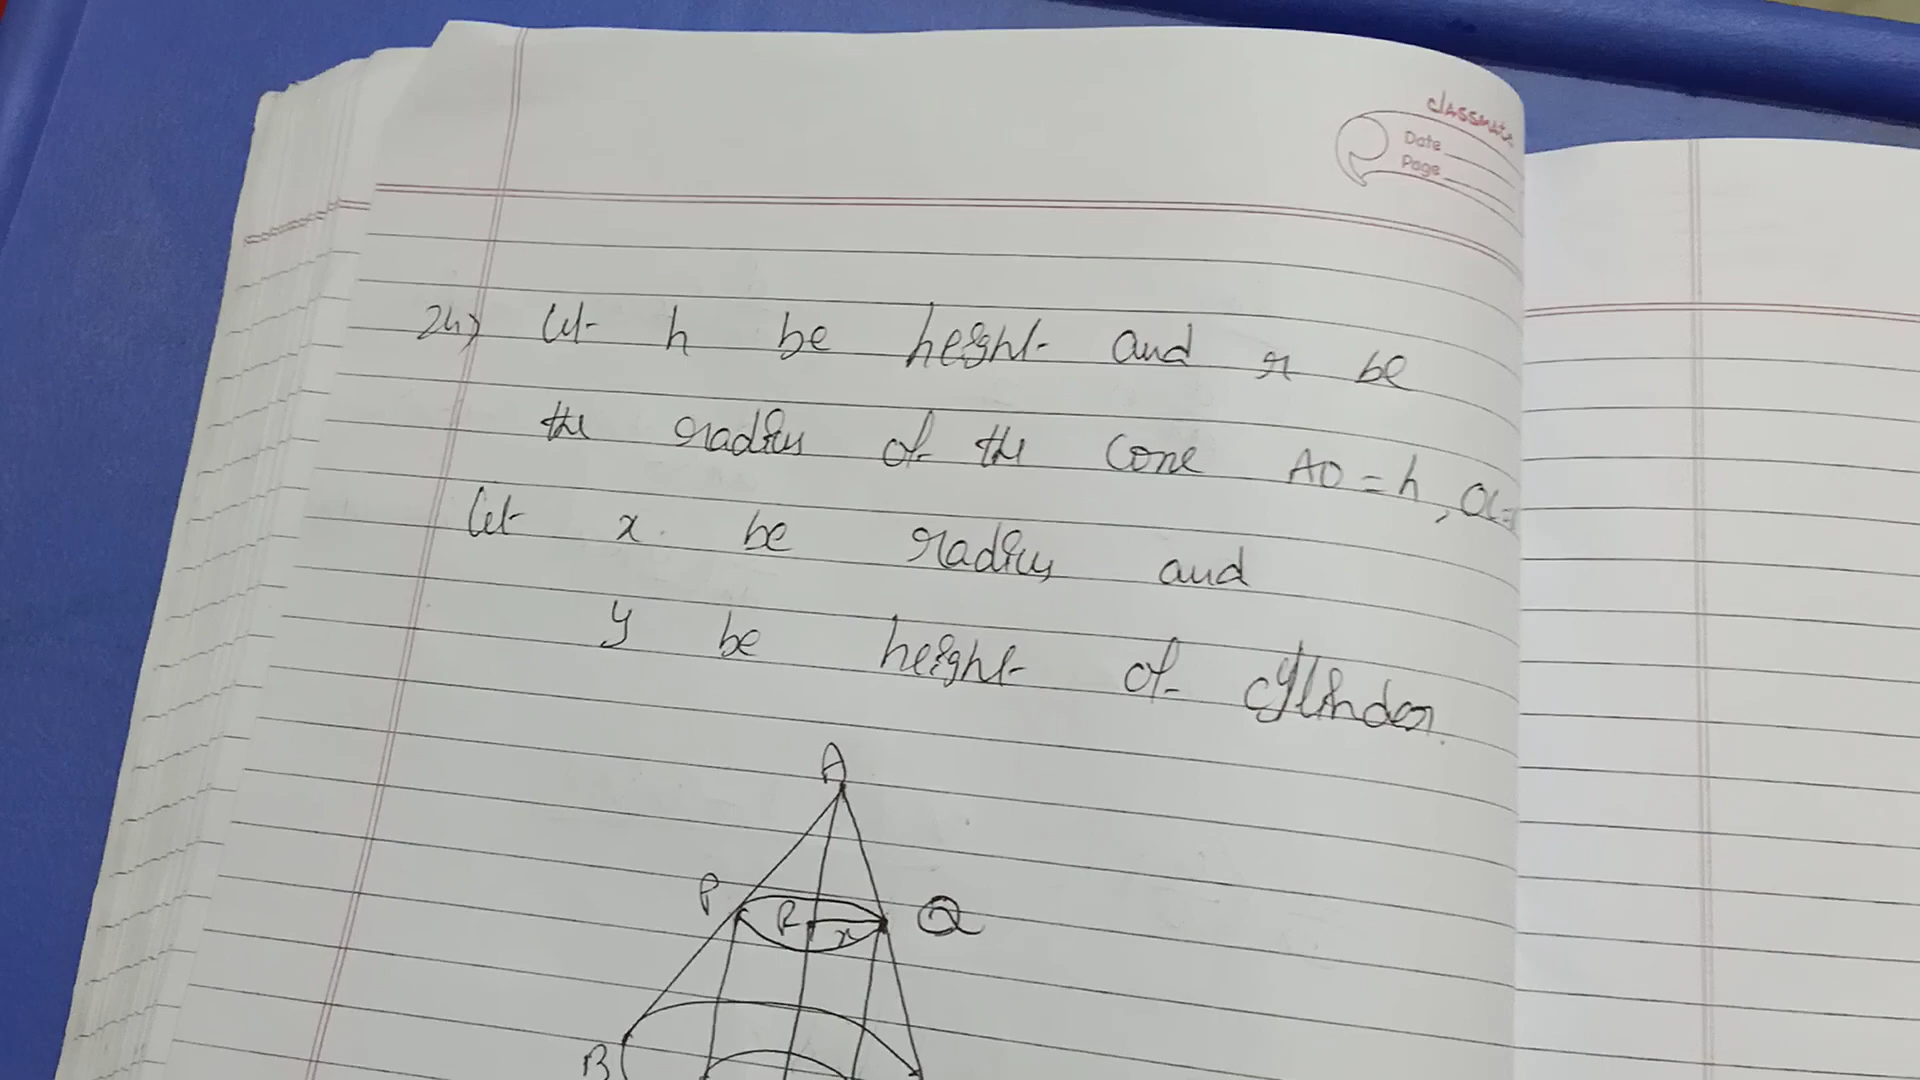 classmate
Date
Page
24) Let h be height and r be
the radius of the cone AO = h, OC =
Let x be radius and
y be height of cylinder.
A
P R x Q
B